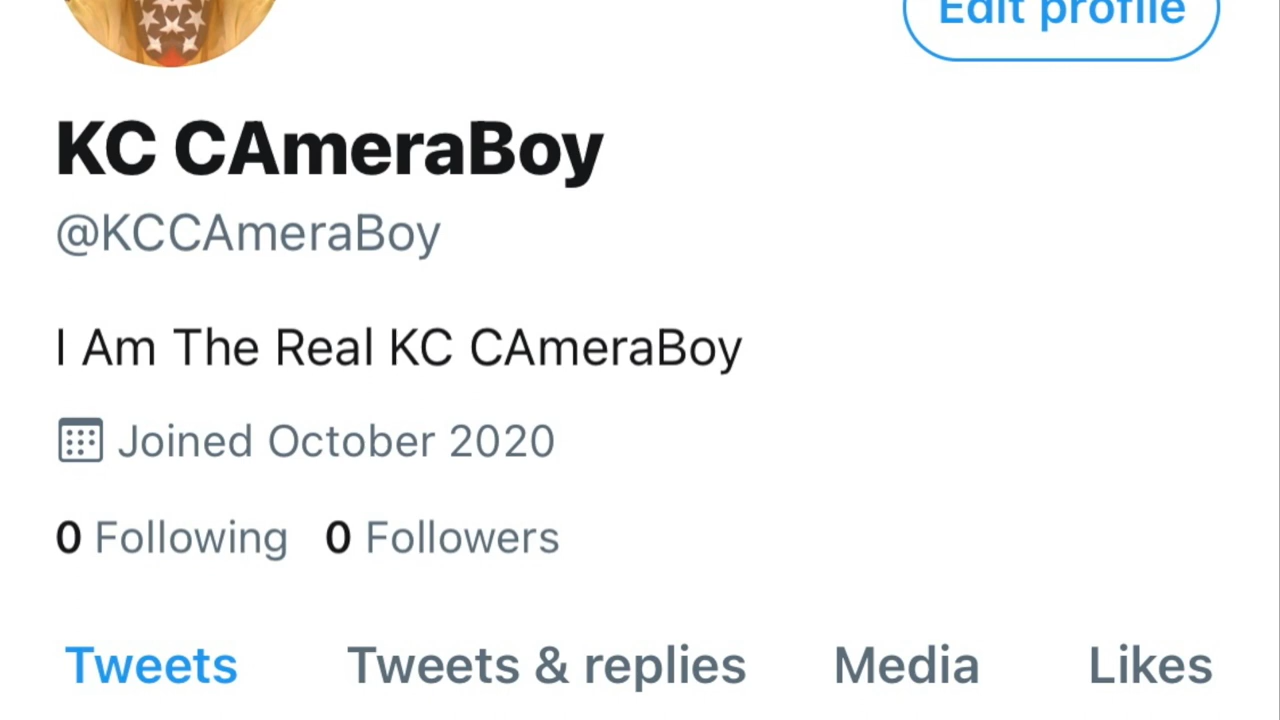 Edit profile
KC CAmeraBoy
@KCCAmeraBoy
I Am The Real KC CAmeraBoy
Joined October 2020
0 Following 0 Followers
Tweets Tweets & replies Media Likes